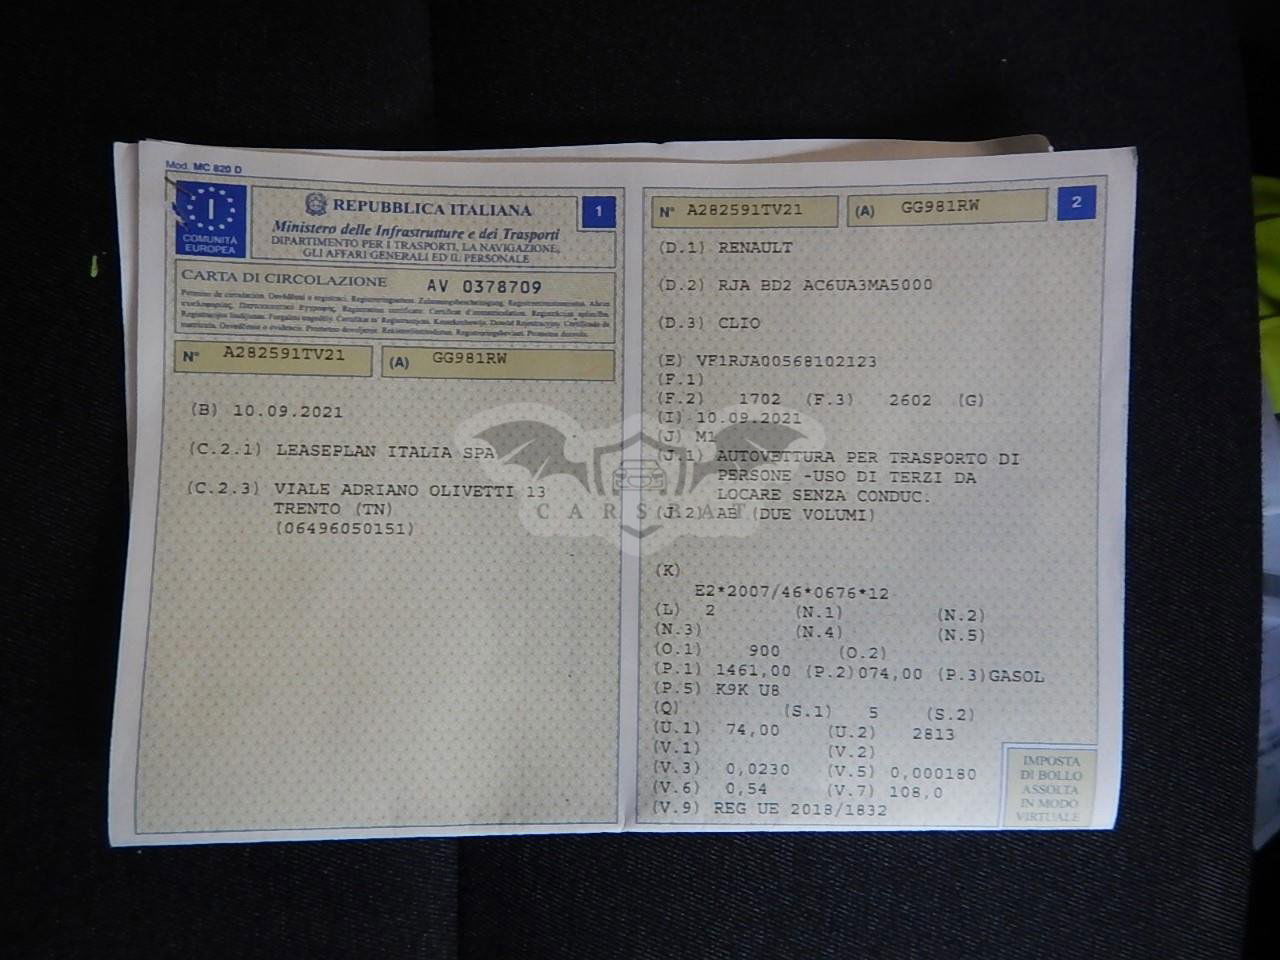 Mod. MC 820 D
I
COMUNITÀ
EUROPEA
REPUBBLICA ITALIANA
Ministero delle Infrastrutture e dei Trasporti
DIPARTIMENTO PER I TRASPORTI, LA NAVIGAZIONE,
GLI AFFARI GENERALI ED IL PERSONALE
1
CARTA DI CIRCOLAZIONE AV 0378709
N° A282591TV21 (A) GG981RW
(B) 10.09.2021
(C.2.1) LEASEPLAN ITALIA SPA
(C.2.3) VIALE ADRIANO OLIVETTI 13
TRENTO (TN)
(06496050151)
N° A282591TV21 (A) GG981RW 2
(D.1) RENAULT
(D.2) RJA BD2 AC6UA3MA5000
(D.3) CLIO
(E) VF1RJA00568102123
(F.1)
(F.2) 1702 (F.3) 2602 (G)
(I) 10.09.2021
(J) M1
(J.1) AUTOVETTURA PER TRASPORTO DI
PERSONE -USO DI TERZI DA
LOCARE SENZA CONDUC.
(J.2) AB (DUE VOLUMI)
(K)
E2*2007/46*0676*12
(L) 2 (N.1) (N.2)
(N.3) (N.4) (N.5)
(O.1) 900 (O.2)
(P.1) 1461,00 (P.2)074,00 (P.3)GASOL
(P.5) K9K U8
(Q) (S.1) 5 (S.2)
(U.1) 74,00 (U.2) 2813
(V.1) (V.2)
(V.3) 0,0230 (V.5) 0,000180
(V.6) 0,54 (V.7) 108,0
(V.9) REG UE 2018/1832
IMPOSTA
DI BOLLO
ASSOLTA
IN MODO
VIRTUALE
CARSBAT